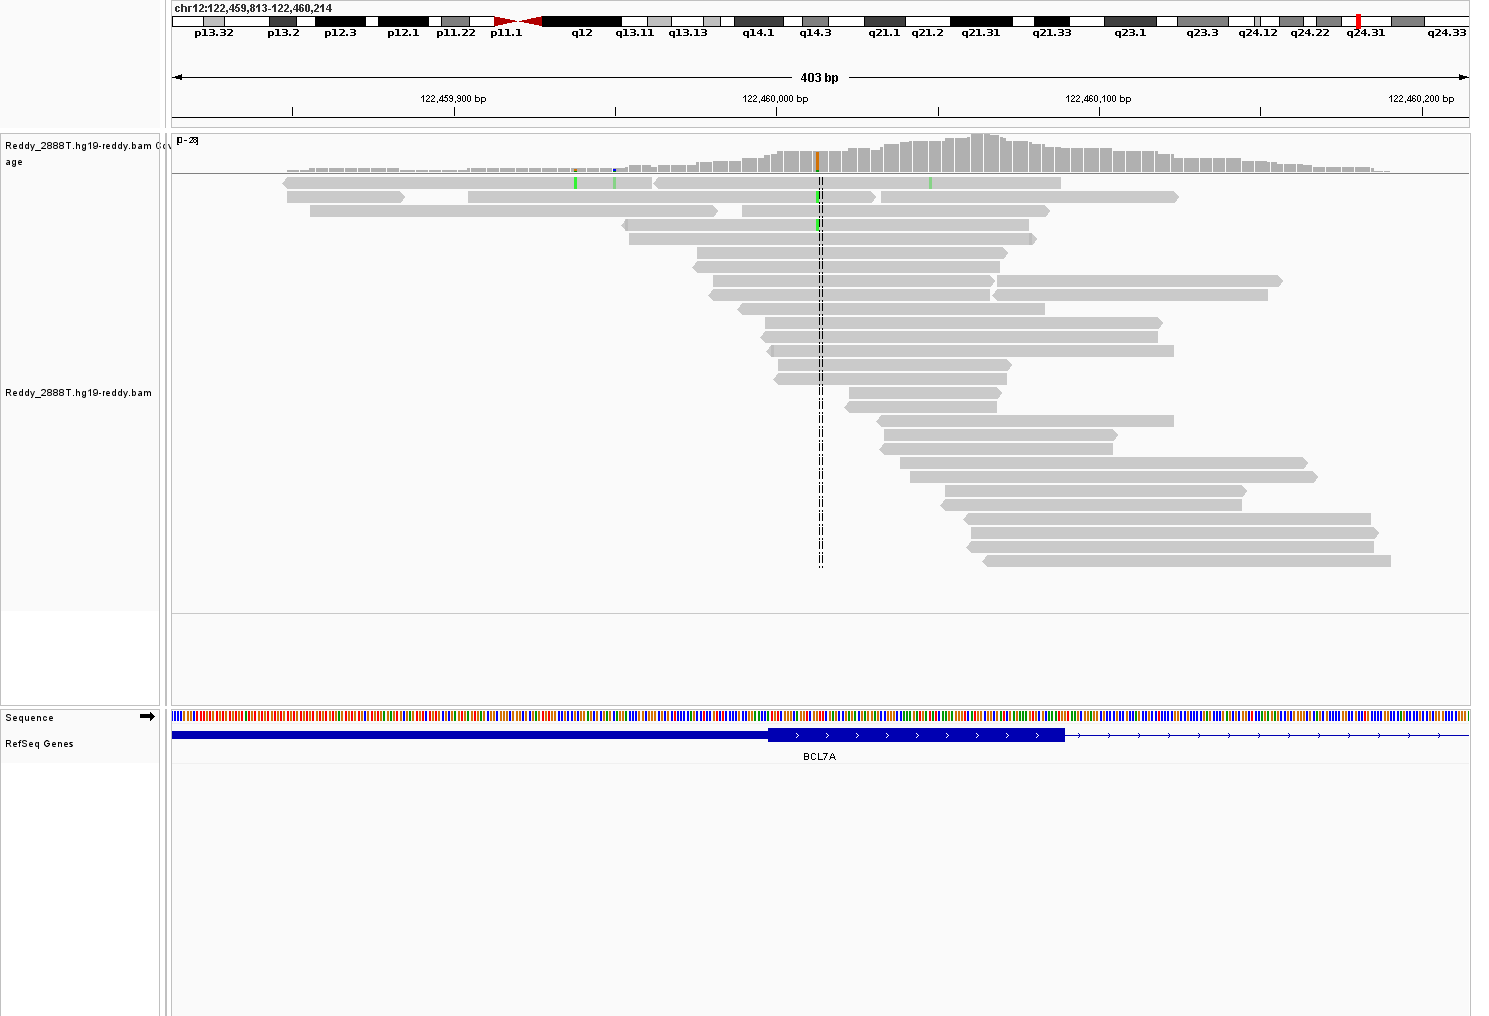 chr12:122,459,813-122,460,214
p13.32 p13.2 p12.3 p12.1 p11.22 p11.1 q12 q13.11 q13.13 q14.1 q14.3 q21.1 q21.2 q21.31 q21.33 q23.1 q23.3 q24.12 q24.22 q24.31 q24.33
403 bp
122,459,900 bp 122,460,000 bp 122,460,100 bp 122,460,200 bp
Reddy_2888T.hg19-reddy.bam Cov
age
[0 - 28]
Reddy_2888T.hg19-reddy.bam
Sequence
RefSeq Genes
BCL7A